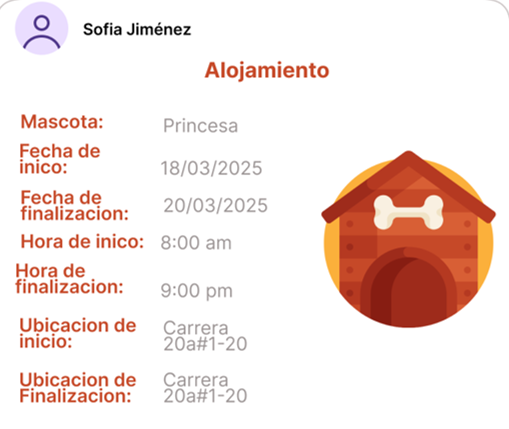 Sofia Jiménez
Alojamiento
Mascota: Princesa
Fecha de
inico: 18/03/2025
Fecha de
finalizacion: 20/03/2025
Hora de inico: 8:00 am
Hora de
finalizacion: 9:00 pm
Ubicacion de Carrera
inicio: 20a#1-20
Ubicacion de Carrera
Finalizacion: 20a#1-20